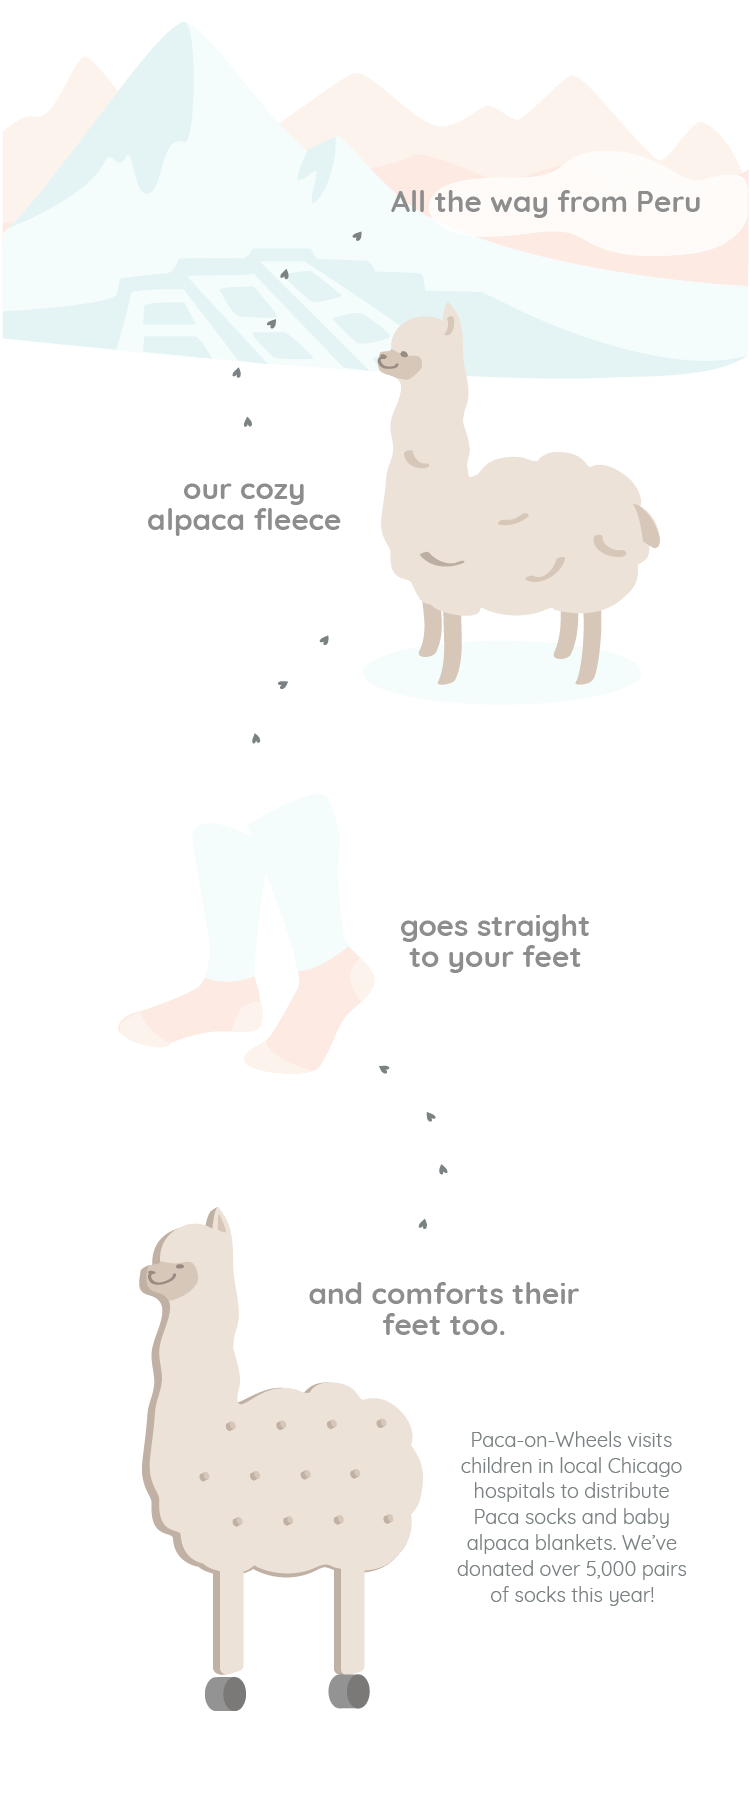 All the way from Peru
our cozy
alpaca fleece
goes straight
to your feet
and comforts their
feet too.
Paca-on-Wheels visits
children in local Chicago
hospitals to distribute
Paca socks and baby
alpaca blankets. We’ve
donated over 5,000 pairs
of socks this year!